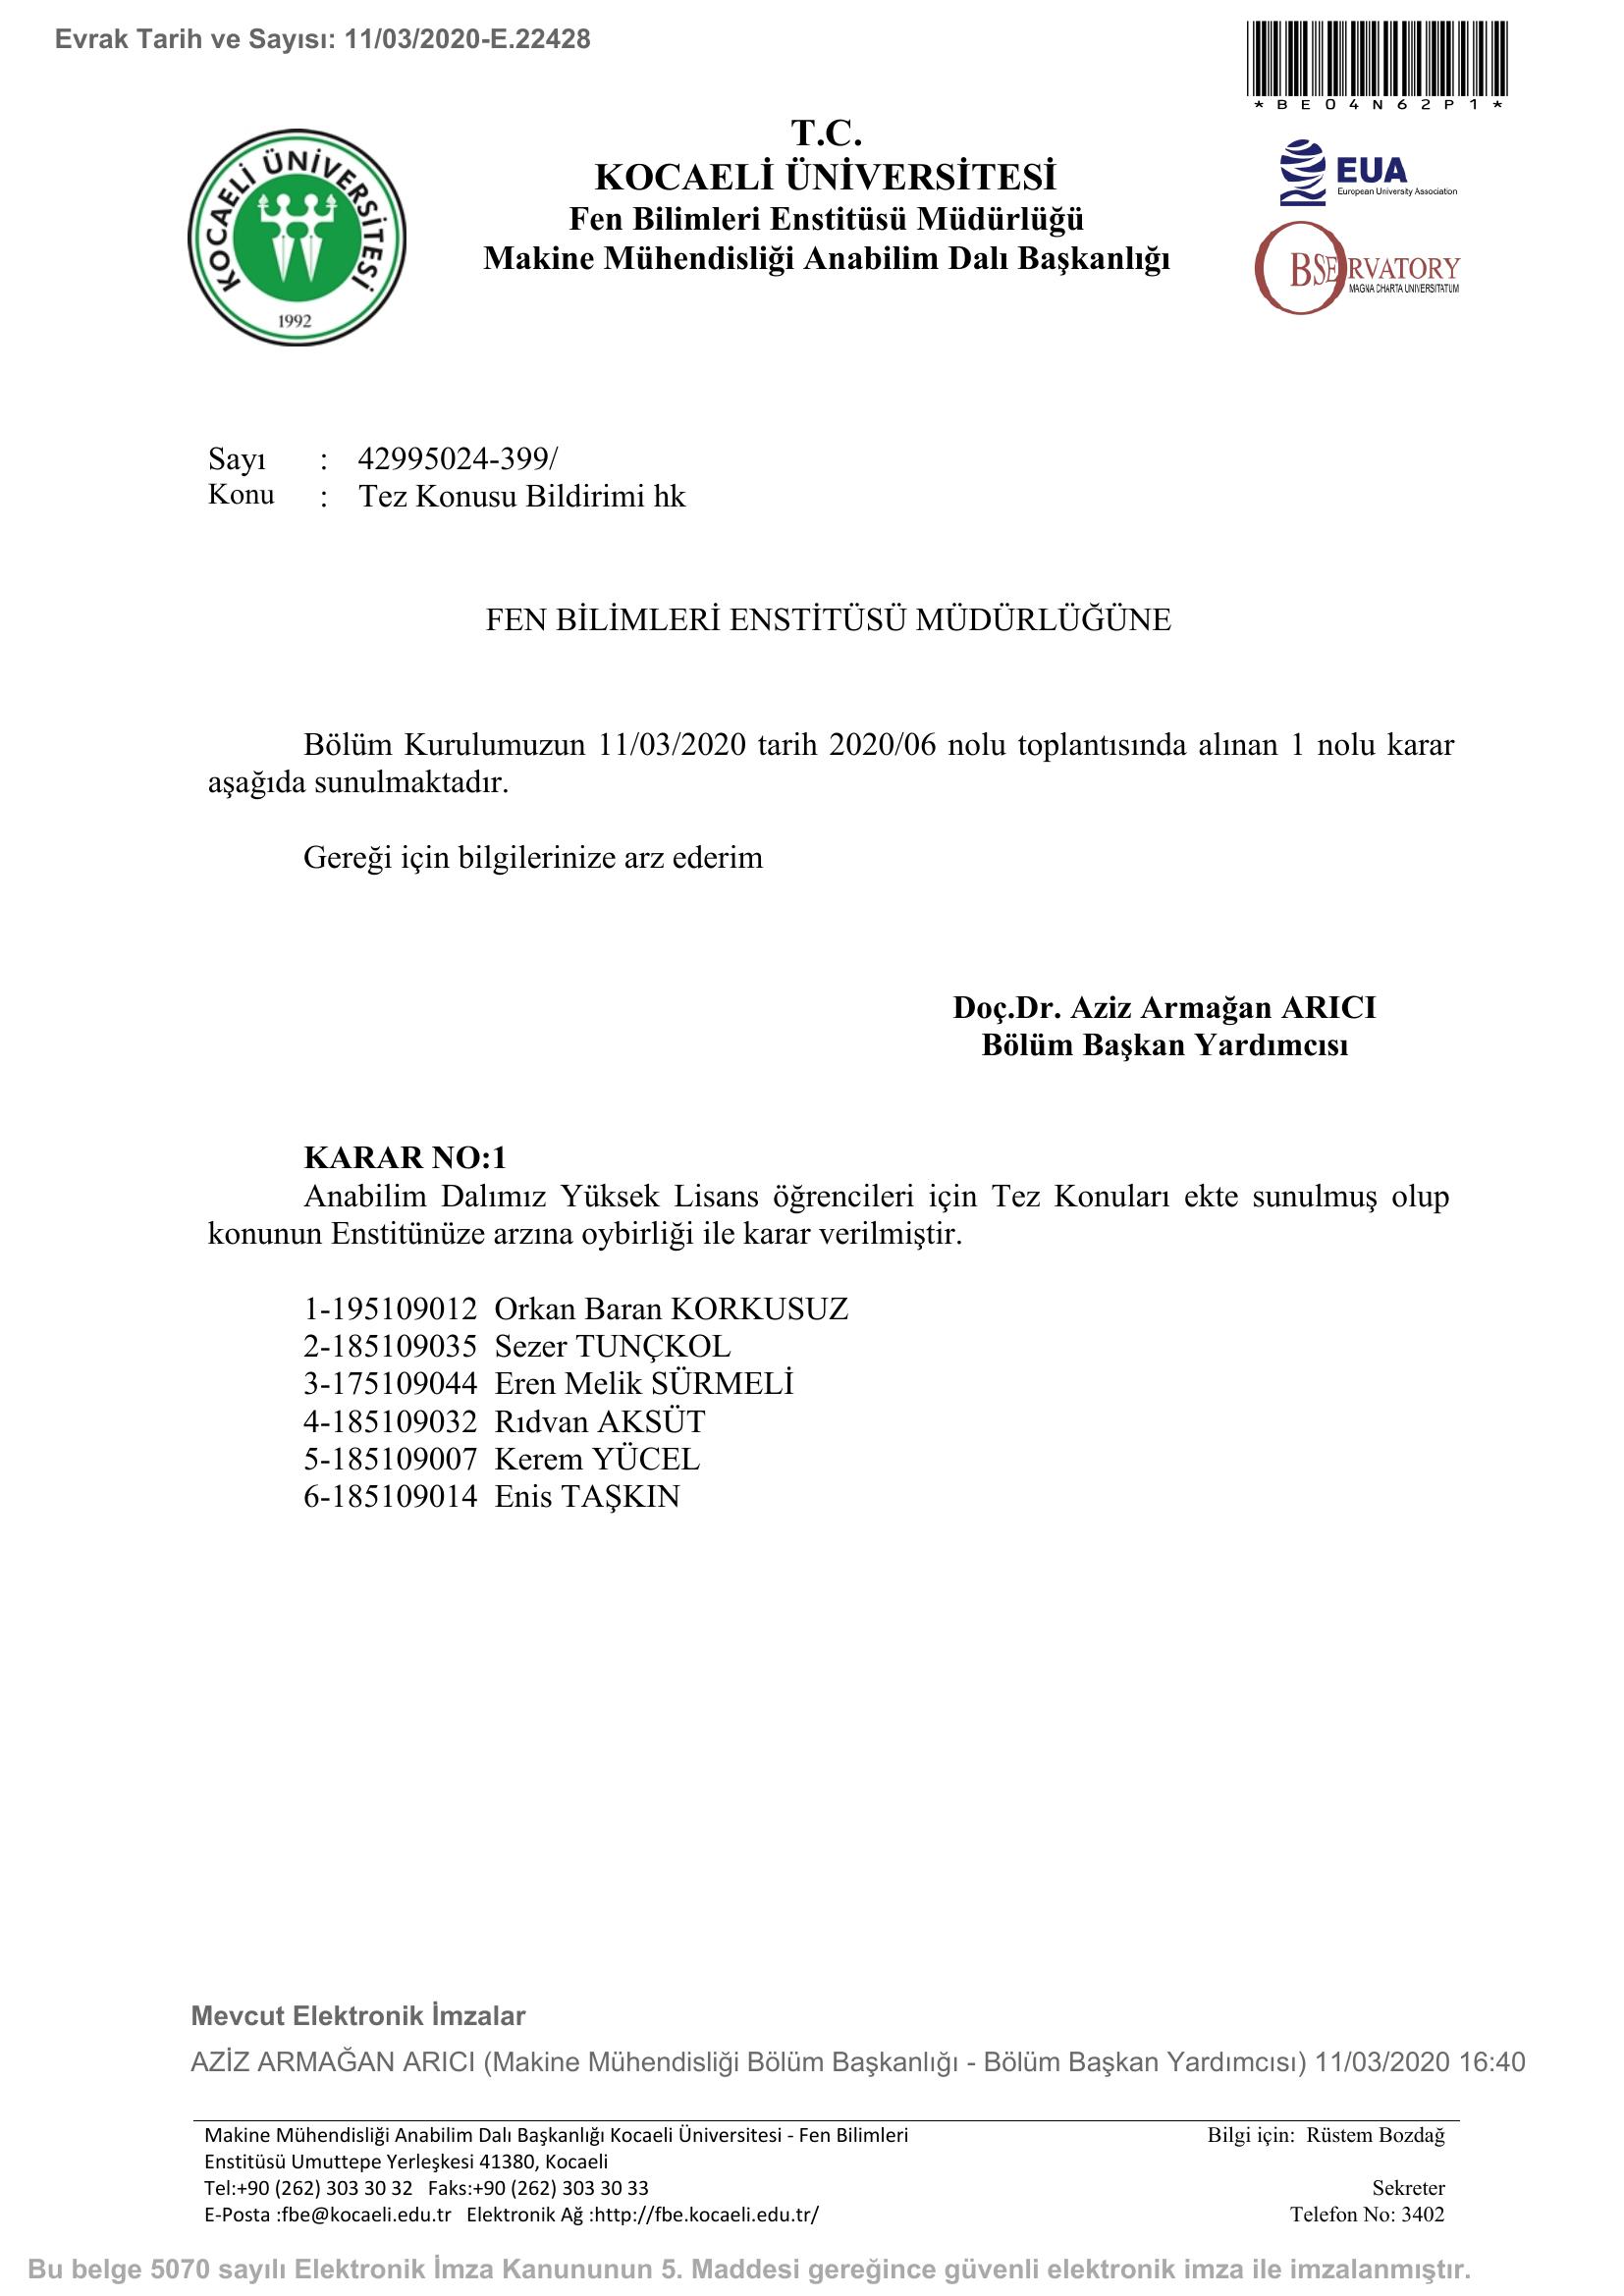 Evrak Tarih ve Sayısı: 11/03/2020-E.22428
*BE04N62P1*
T.C.
KOCAELİ ÜNİVERSİTESİ
Fen Bilimleri Enstitüsü Müdürlüğü
Makine Mühendisliği Anabilim Dalı Başkanlığı
KOCAELİ ÜNİVERSİTESİ
1992
EUA
European University Association
OBSERVATORY
MAGNA CHARTA UNIVERSITATUM
Sayı : 42995024-399/
Konu : Tez Konusu Bildirimi hk
FEN BİLİMLERİ ENSTİTÜSÜ MÜDÜRLÜĞÜNE
Bölüm Kurulumuzun 11/03/2020 tarih 2020/06 nolu toplantısında alınan 1 nolu karar
aşağıda sunulmaktadır.
Gereği için bilgilerinize arz ederim
Doç.Dr. Aziz Armağan ARICI
Bölüm Başkan Yardımcısı
KARAR NO:1
Anabilim Dalımız Yüksek Lisans öğrencileri için Tez Konuları ekte sunulmuş olup
konunun Enstitünüze arzına oybirliği ile karar verilmiştir.
1-195109012 Orkan Baran KORKUSUZ
2-185109035 Sezer TUNÇKOL
3-175109044 Eren Melik SÜRMELİ
4-185109032 Rıdvan AKSÜT
5-185109007 Kerem YÜCEL
6-185109014 Enis TAŞKIN
Mevcut Elektronik İmzalar
AZİZ ARMAĞAN ARICI (Makine Mühendisliği Bölüm Başkanlığı - Bölüm Başkan Yardımcısı) 11/03/2020 16:40
Makine Mühendisliği Anabilim Dalı Başkanlığı Kocaeli Üniversitesi - Fen Bilimleri
Enstitüsü Umuttepe Yerleşkesi 41380, Kocaeli
Tel:+90 (262) 303 30 32 Faks:+90 (262) 303 30 33
E-Posta :fbe@kocaeli.edu.tr Elektronik Ağ :http://fbe.kocaeli.edu.tr/
Bilgi için: Rüstem Bozdağ
Sekreter
Telefon No: 3402
Bu belge 5070 sayılı Elektronik İmza Kanununun 5. Maddesi gereğince güvenli elektronik imza ile imzalanmıştır.